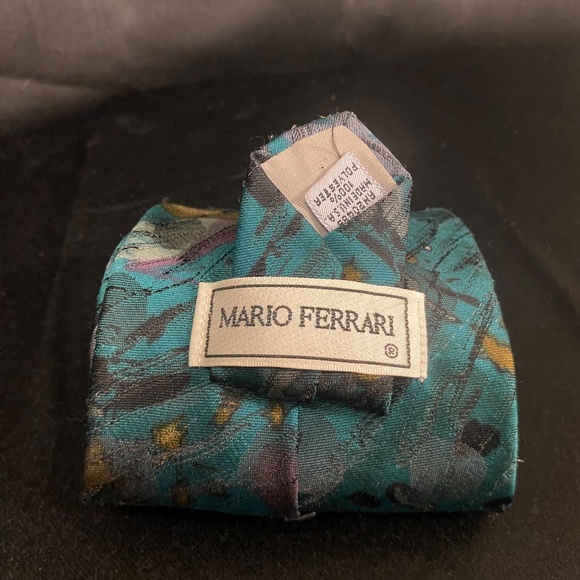 100%
POLYESTER
MADE IN U.S.A.
MARIO FERRARI
®